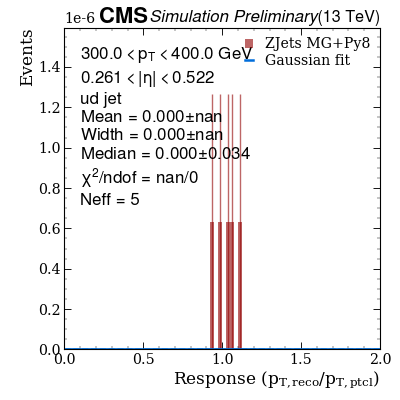 1e-6 CMS Simulation Preliminary (13 TeV)
Events
300.0 < p_T < 400.0 GeV
0.261 < |η| < 0.522
ud jet
Mean = 0.000±nan
Width = 0.000±nan
Median = 0.000±0.034
χ²/ndof = nan/0
Neff = 5
ZJets MG+Py8
Gaussian fit
1.4
1.2
1.0
0.8
0.6
0.4
0.2
0.0
0.0 0.5 1.0 1.5 2.0
Response (p_T,reco/p_T,ptcl)